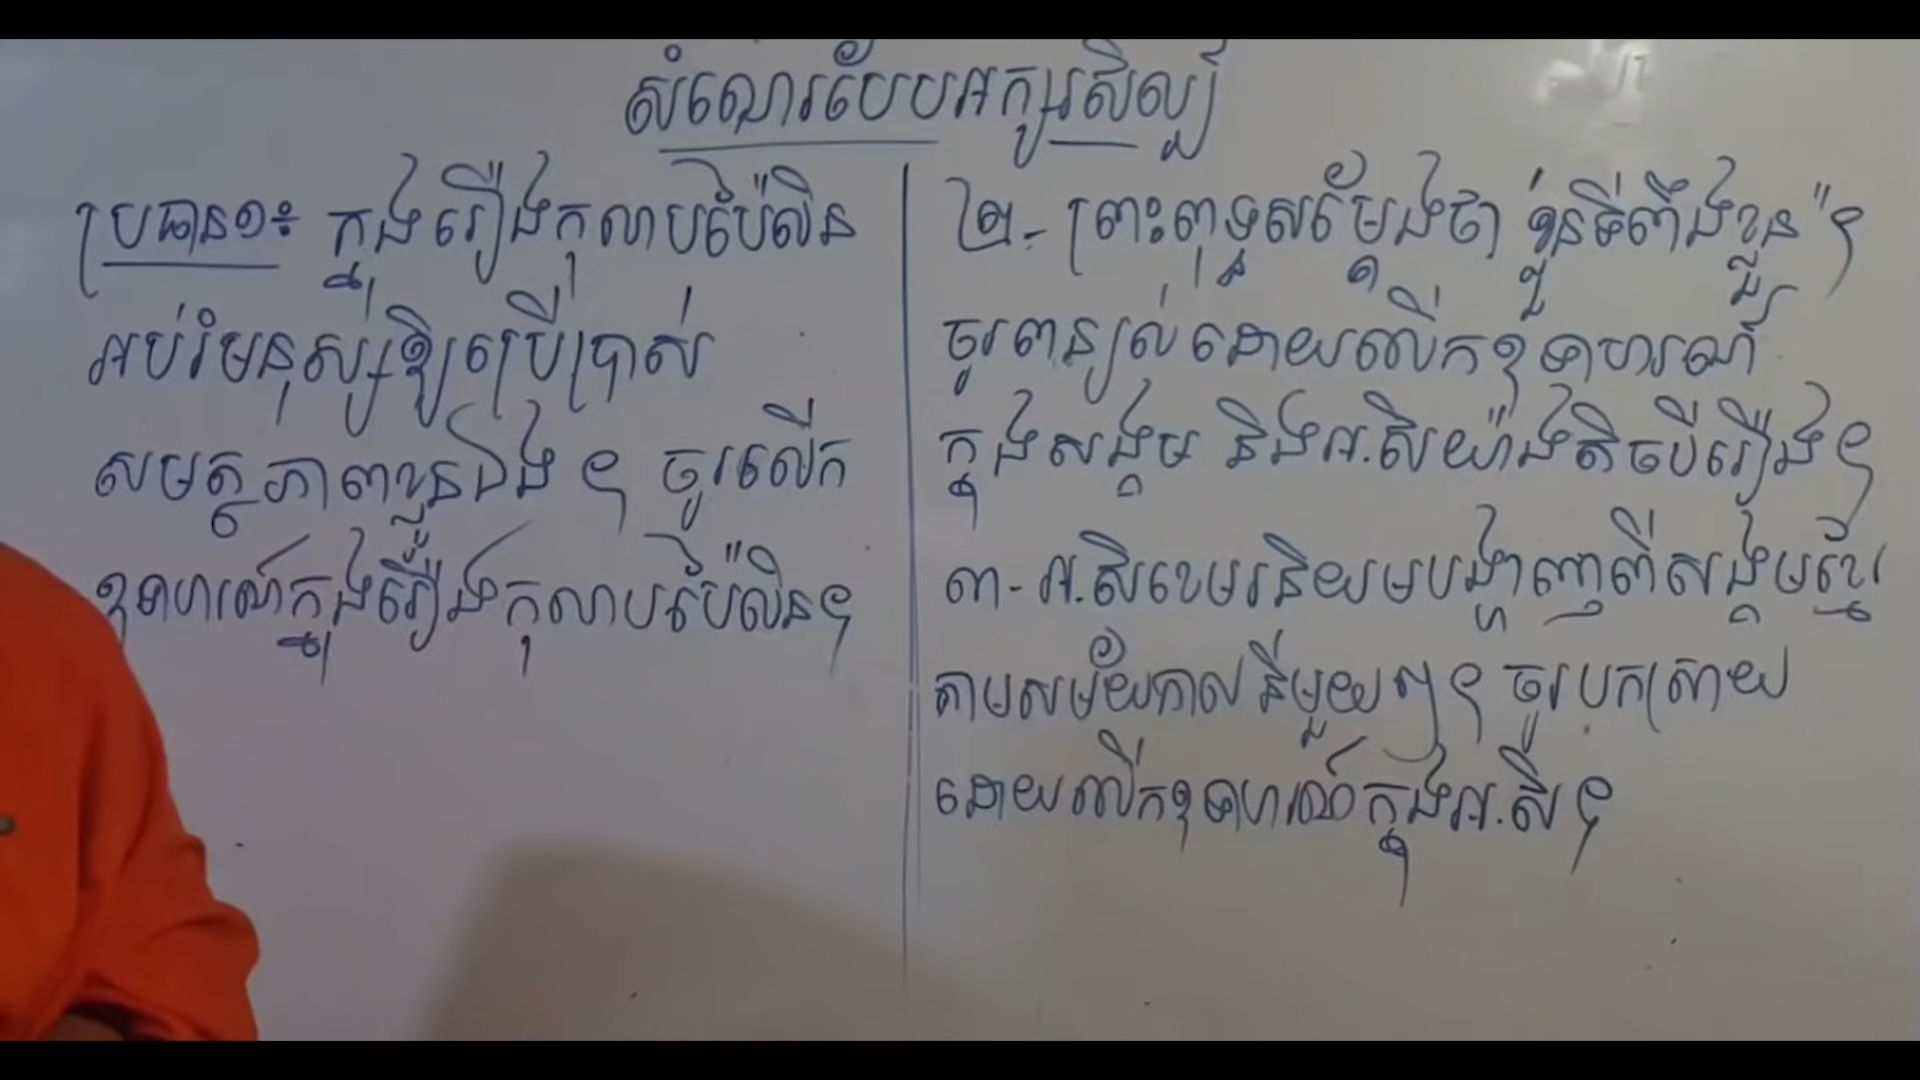 សំណេរបែបអក្សរសិល្ប៍
ប្រធាន១៖ ក្នុងរឿងកុលាបប៉ៃលិន
អប់រំមនុស្សឱ្យប្រើប្រាស់
សមត្ថភាពខ្លួនឯង ។ ចូរលើក
ឧទាហរណ៍ក្នុងរឿងកុលាបប៉ៃលិន។
២- ព្រះពុទ្ធសម្ដែងថា ខ្លួនទីពឹងខ្លួន" ។
ចូរពន្យល់ដោយលើកឧទាហរណ៍
ក្នុងសង្គម និងអ.សិយ៉ាងតិចបីរឿង។
៣- អ.សិខេមរនិយមបង្ហាញពីសង្គមខ្មែរ
តាមសម័យកាលនីមួយៗ ។ ចូរបកស្រាយ
ដោយលើកឧទាហរណ៍ក្នុងអ.សិ ។